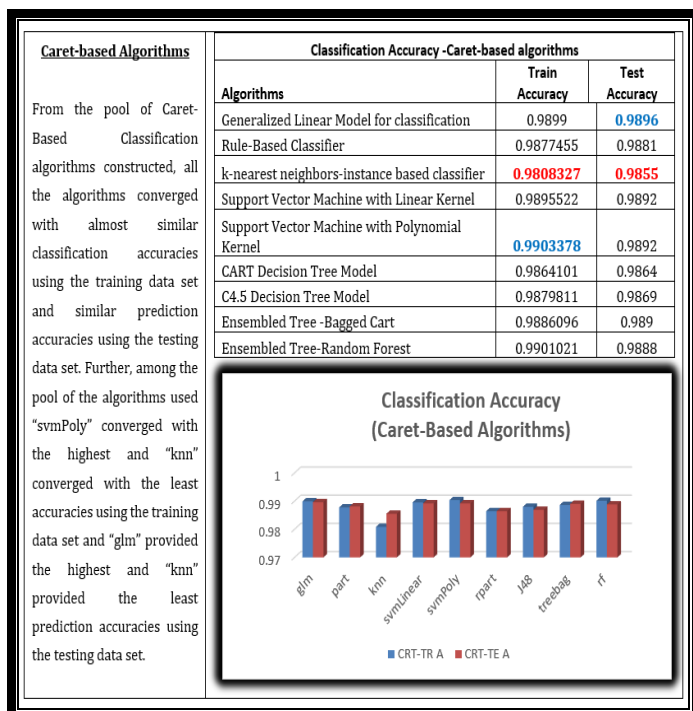 Caret-based Algorithms
From the pool of Caret-
Based Classification
algorithms constructed, all
the algorithms converged
with almost similar
classification accuracies
using the training data set
and similar prediction
accuracies using the testing
data set. Further, among the
pool of the algorithms used
“svmPoly” converged with
the highest and “knn”
converged with the least
accuracies using the training
data set and “glm” provided
the highest and “knn”
provided the least
prediction accuracies using
the testing data set.
Classification Accuracy -Caret-based algorithms
Algorithms Train Accuracy Test Accuracy
Generalized Linear Model for classification 0.9899 0.9896
Rule-Based Classifier 0.9877455 0.9881
k-nearest neighbors-instance based classifier 0.9808327 0.9855
Support Vector Machine with Linear Kernel 0.9895522 0.9892
Support Vector Machine with Polynomial
Kernel 0.9903378 0.9892
CART Decision Tree Model 0.9864101 0.9864
C4.5 Decision Tree Model 0.9879811 0.9869
Ensembled Tree -Bagged Cart 0.9886096 0.989
Ensembled Tree-Random Forest 0.9901021 0.9888
Classification Accuracy
(Caret-Based Algorithms)
1
0.99
0.98
0.97
glm part knn svmLinear svmPoly rpart J48 treebag rf
CRT-TR A CRT-TE A